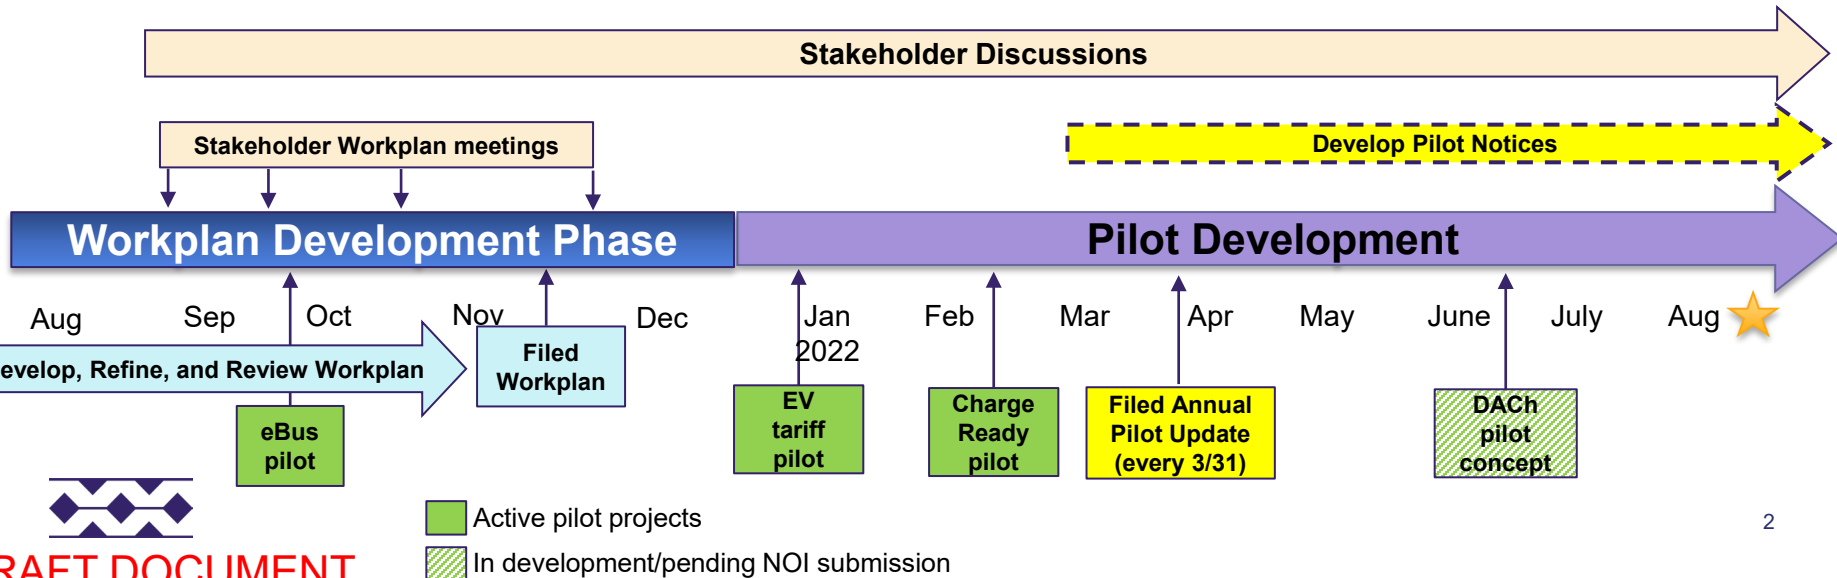 Stakeholder Discussions
Stakeholder Workplan meetings
Develop Pilot Notices
Workplan Development Phase
Pilot Development
Aug
Sep
Oct
Nov
Dec
Jan
2022
Feb
Mar
Apr
May
June
July
Aug
evelop, Refine, and Review Workplan
Filed
Workplan
eBus
pilot
EV
tariff
pilot
Charge
Ready
pilot
Filed Annual
Pilot Update
(every 3/31)
DACh
pilot
concept
Active pilot projects
In development/pending NOI submission
RAFT DOCUMENT
2